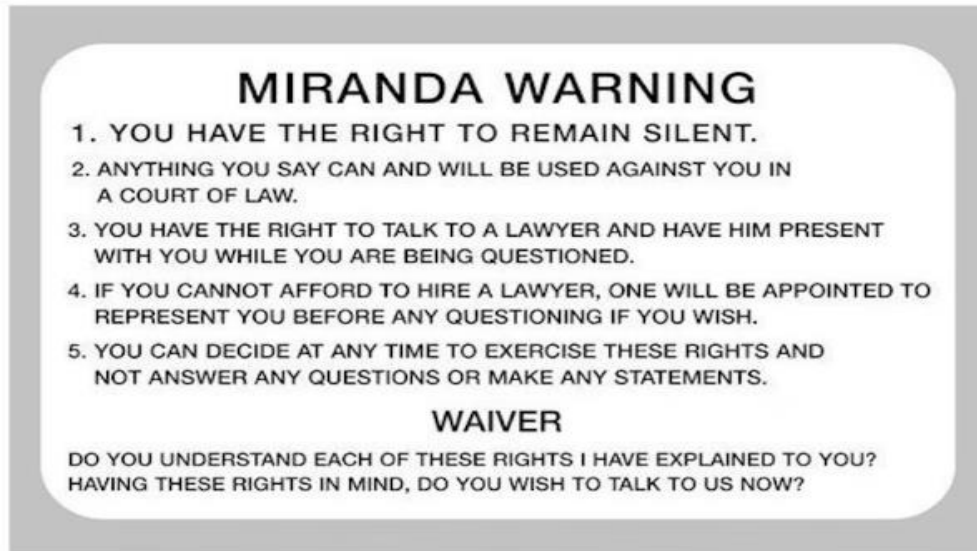 MIRANDA WARNING
1. YOU HAVE THE RIGHT TO REMAIN SILENT.
2. ANYTHING YOU SAY CAN AND WILL BE USED AGAINST YOU IN
A COURT OF LAW.
3. YOU HAVE THE RIGHT TO TALK TO A LAWYER AND HAVE HIM PRESENT
WITH YOU WHILE YOU ARE BEING QUESTIONED.
4. IF YOU CANNOT AFFORD TO HIRE A LAWYER, ONE WILL BE APPOINTED TO
REPRESENT YOU BEFORE ANY QUESTIONING IF YOU WISH.
5. YOU CAN DECIDE AT ANY TIME TO EXERCISE THESE RIGHTS AND
NOT ANSWER ANY QUESTIONS OR MAKE ANY STATEMENTS.
WAIVER
DO YOU UNDERSTAND EACH OF THESE RIGHTS I HAVE EXPLAINED TO YOU?
HAVING THESE RIGHTS IN MIND, DO YOU WISH TO TALK TO US NOW?